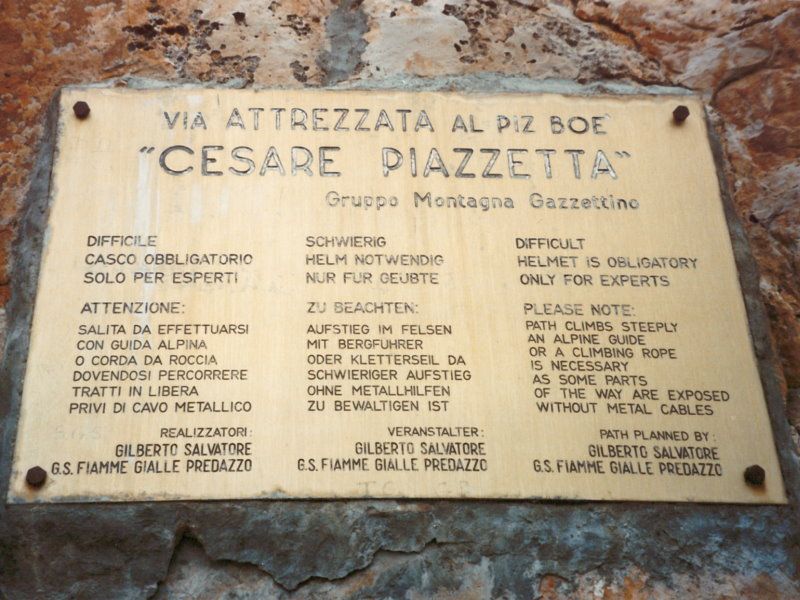 VIA ATTREZZATA AL PIZ BOE'
"CESARE PIAZZETTA"
Gruppo Montagna Gazzettino
DIFFICILE
CASCO OBBLIGATORIO
SOLO PER ESPERTI
ATTENZIONE:
SALITA DA EFFETTUARSI
CON GUIDA ALPINA
O CORDA DA ROCCIA
DOVENDOSI PERCORRERE
TRATTI IN LIBERA
PRIVI DI CAVO METALLICO
REALIZZATORI:
GILBERTO SALVATORE
G.S. FIAMME GIALLE PREDAZZO
SCHWIERIG
HELM NOTWENDIG
NUR FUR GEUBTE
ZU BEACHTEN:
AUFSTIEG IM FELSEN
MIT BERGFUHRER
ODER KLETTERSEIL DA
SCHWIERIGER AUFSTIEG
OHNE METALLHILFEN
ZU BEWALTIGEN IST
VERANSTALTER:
GILBERTO SALVATORE
G.S. FIAMME GIALLE PREDAZZO
DIFFICULT
HELMET IS OBLIGATORY
ONLY FOR EXPERTS
PLEASE NOTE:
PATH CLIMBS STEEPLY
AN ALPINE GUIDE
OR A CLIMBING ROPE
IS NECESSARY
AS SOME PARTS
OF THE WAY ARE EXPOSED
WITHOUT METAL CABLES
PATH PLANNED BY:
GILBERTO SALVATORE
G.S. FIAMME GIALLE PREDAZZO